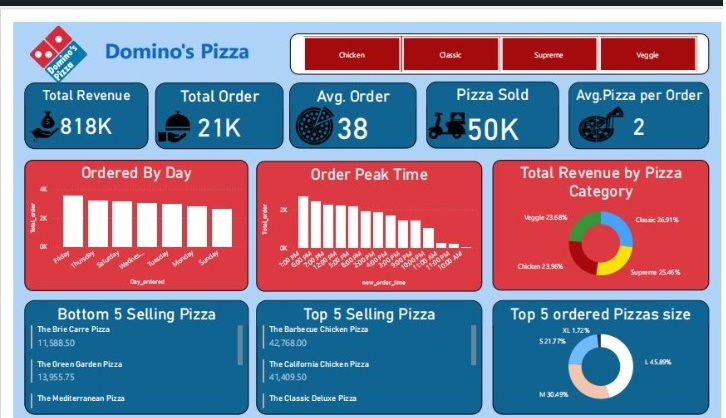 Domino's Pizza
Domino's Pizza
Chicken
Classic
Supreme
Veggie
Total Revenue
818K
Total Order
21K
Avg. Order
38
Pizza Sold
50K
Avg.Pizza per Order
2
Ordered By Day
4K
2K
0K
Total_order
Friday
Thursday
Saturday
Wednes...
Tuesday
Monday
Sunday
Day_ordered
Order Peak Time
2K
0K
Total_order
1:00 PM
6:00 PM
7:00 PM
12:00 PM
5:00 PM
8:00 PM
2:00 PM
4:00 PM
3:00 PM
9:00 PM
10:00 PM
11:00 AM
11:00 PM
10:00 AM
new_order_time
Total Revenue by Pizza
Category
Veggie 23.68%
Classic 26.91%
Chicken 23.96%
Supreme 25.46%
Bottom 5 Selling Pizza
The Brie Carre Pizza
11,588.50
The Green Garden Pizza
13,955.75
The Mediterranean Pizza
Top 5 Selling Pizza
The Barbecue Chicken Pizza
42,768.00
The California Chicken Pizza
41,409.50
The Classic Deluxe Pizza
Top 5 ordered Pizzas size
XL 1.72%
S 21.77%
L 45.89%
M 30.49%